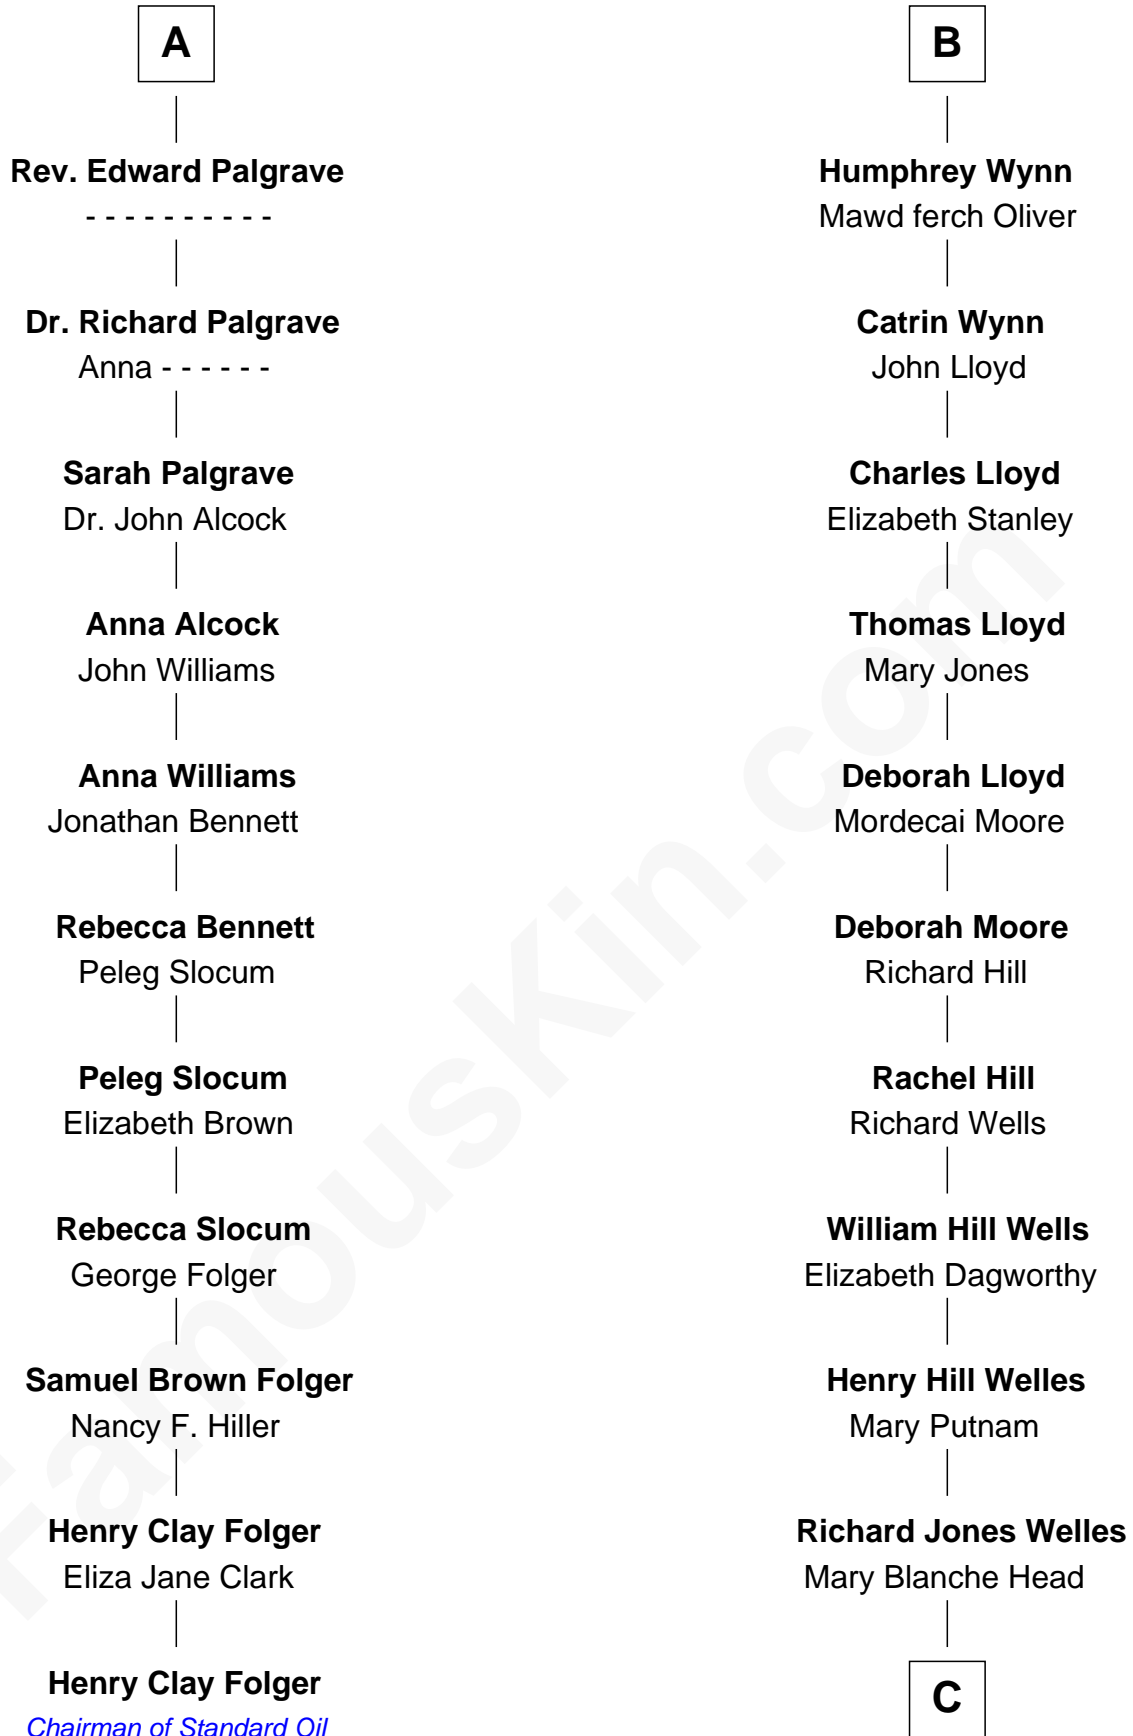 A
Rev. Edward Palgrave
- - - - - - - - - -
Dr. Richard Palgrave
Anna - - - - - -
Sarah Palgrave
Dr. John Alcock
Anna Alcock
John Williams
Anna Williams
Jonathan Bennett
Rebecca Bennett
Peleg Slocum
Peleg Slocum
Elizabeth Brown
Rebecca Slocum
George Folger
Samuel Brown Folger
Nancy F. Hiller
Henry Clay Folger
Eliza Jane Clark
Henry Clay Folger
Chairman of Standard Oil
B
Humphrey Wynn
Mawd ferch Oliver
Catrin Wynn
John Lloyd
Charles Lloyd
Elizabeth Stanley
Thomas Lloyd
Mary Jones
Deborah Lloyd
Mordecai Moore
Deborah Moore
Richard Hill
Rachel Hill
Richard Wells
William Hill Wells
Elizabeth Dagworthy
Henry Hill Welles
Mary Putnam
Richard Jones Welles
Mary Blanche Head
C
FamousKin.com